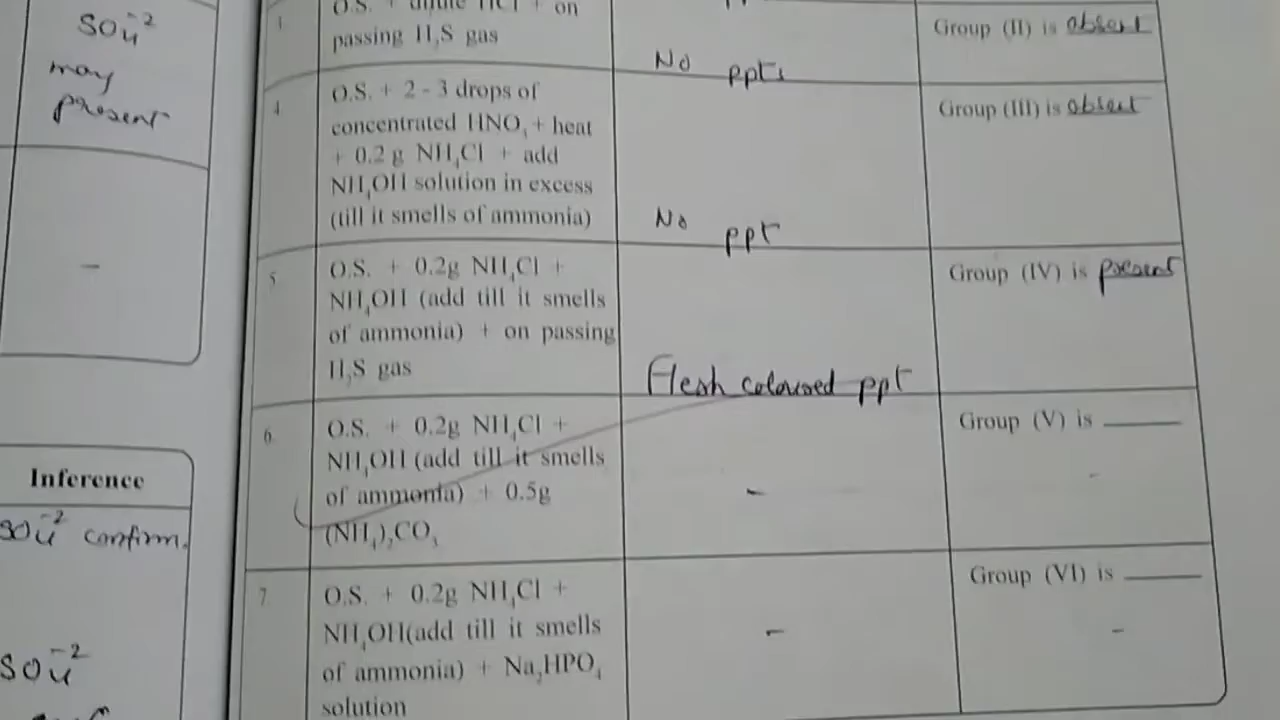 SO₄⁻²
may
present
-
Inference
SO₄⁻² confirm.
SO₄⁻²
O.S. + dilute HCl + on
passing H₂S gas
No ppt.
Group (II) is absent
4
O.S. + 2 - 3 drops of
concentrated HNO₃ + heat
+ 0.2 g NH₄Cl + add
NH₄OH solution in excess
(till it smells of ammonia)
No ppt
Group (III) is absent
5
O.S. + 0.2g NH₄Cl +
NH₄OH (add till it smells
of ammonia) + on passing
H₂S gas
Flesh coloured ppt
Group (IV) is present
6
O.S. + 0.2g NH₄Cl +
NH₄OH (add till it smells
of ammonia) + 0.5g
(NH₄)₂CO₃
-
Group (V) is ______
-
7
O.S. + 0.2g NH₄Cl +
NH₄OH(add till it smells
of ammonia) + Na₂HPO₄
solution
-
Group (VI) is ______
-